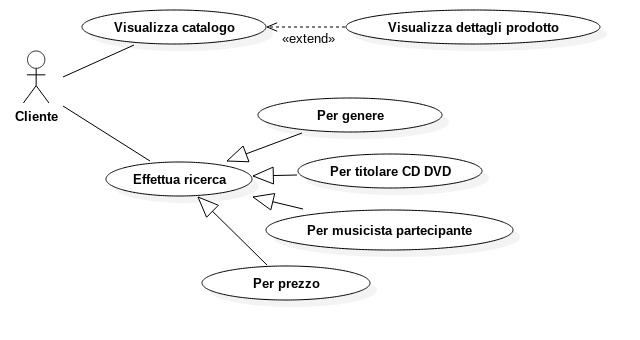 Visualizza catalogo
Visualizza dettagli prodotto
«extend»
Cliente
Per genere
Effettua ricerca
Per titolare CD DVD
Per musicista partecipante
Per prezzo